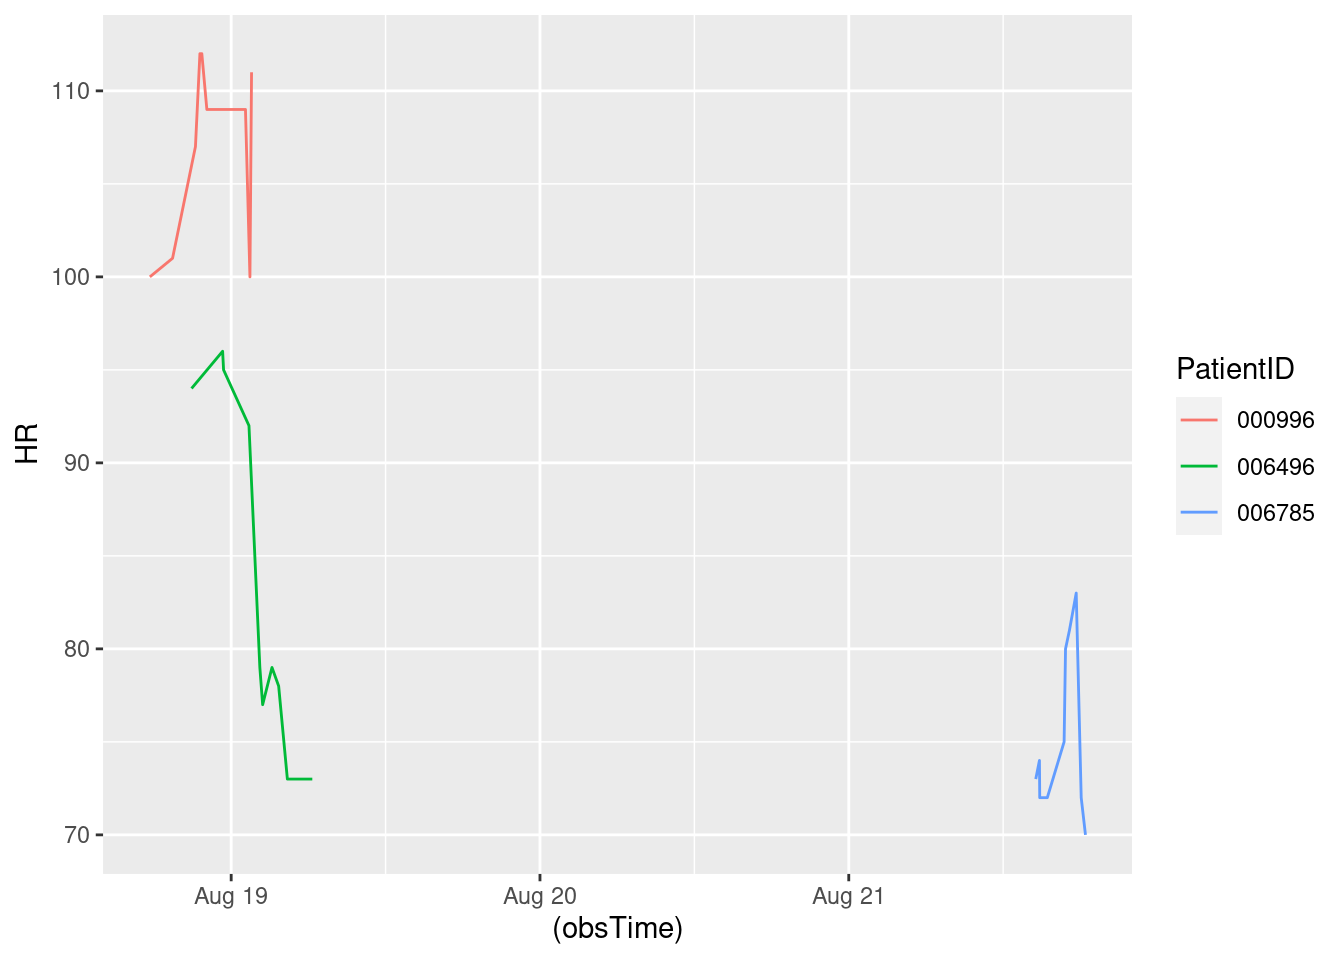 110
100
90
80
70
HR
Aug 19
Aug 20
Aug 21
(obsTime)
PatientID
000996
006496
006785